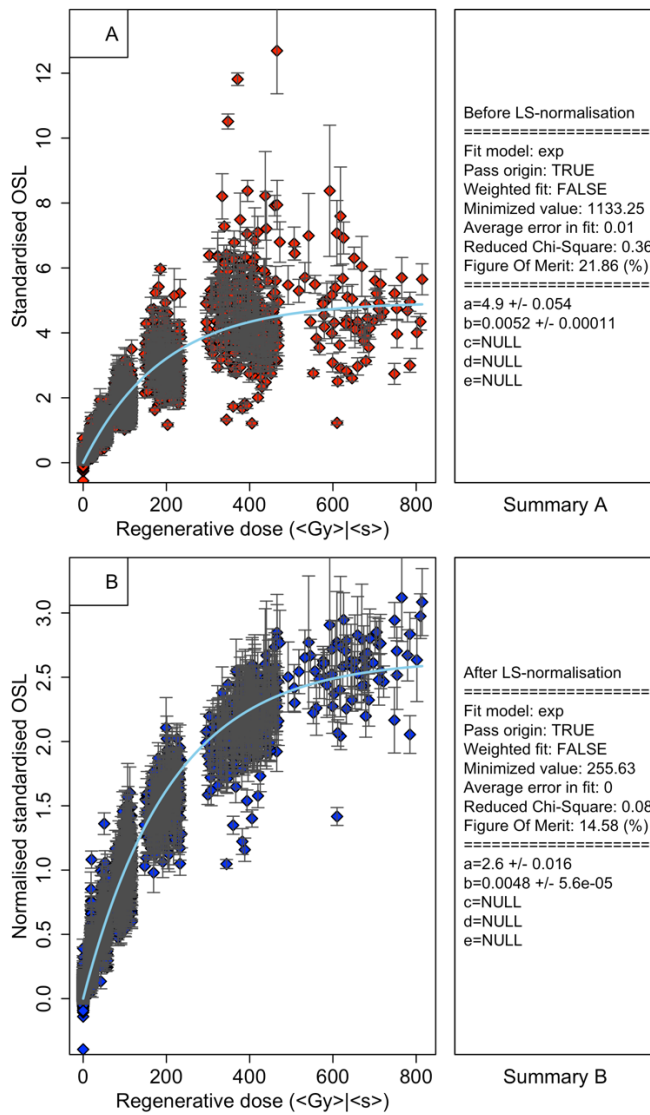 A
Standardised OSL
12
10
8
6
4
2
0
0 200 400 600 800
Regenerative dose (<Gy>|<s>)
Before LS-normalisation
=====================
Fit model: exp
Pass origin: TRUE
Weighted fit: FALSE
Minimized value: 1133.25
Average error in fit: 0.01
Reduced Chi-Square: 0.36
Figure Of Merit: 21.86 (%)
=====================
a=4.9 +/- 0.054
b=0.0052 +/- 0.00011
c=NULL
d=NULL
e=NULL
Summary A
B
Normalised standardised OSL
3.0
2.5
2.0
1.5
1.0
0.5
0.0
0 200 400 600 800
Regenerative dose (<Gy>|<s>)
After LS-normalisation
=====================
Fit model: exp
Pass origin: TRUE
Weighted fit: FALSE
Minimized value: 255.63
Average error in fit: 0
Reduced Chi-Square: 0.08
Figure Of Merit: 14.58 (%)
=====================
a=2.6 +/- 0.016
b=0.0048 +/- 5.6e-05
c=NULL
d=NULL
e=NULL
Summary B